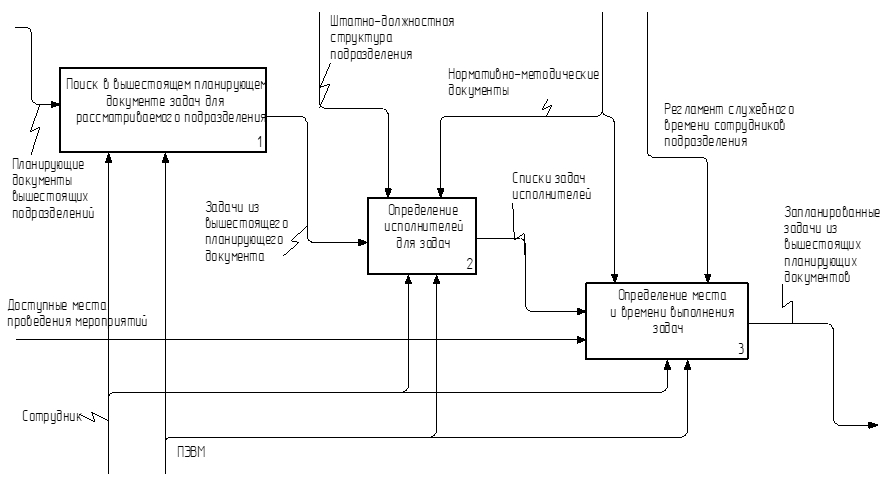 Штатно-должностная
структура
подразделения
Поиск в вышестоящем планирующем
документе задач для
рассматриваемого подразделения
1
Нормативно-методические
документы
Регламент служебного
времени сотрудников
подразделения
Планирующие
документы
вышестоящих
подразделений
Задачи из
вышестоящего
планирующего
документа
Определение
исполнителей
для задач
2
Списки задач
исполнителей
Запланированные
задачи из
вышестоящих
планирующих
документов
Доступные места
проведения мероприятий
Определение места
и времени выполнения
задач
3
Сотрудник
ПЭВМ